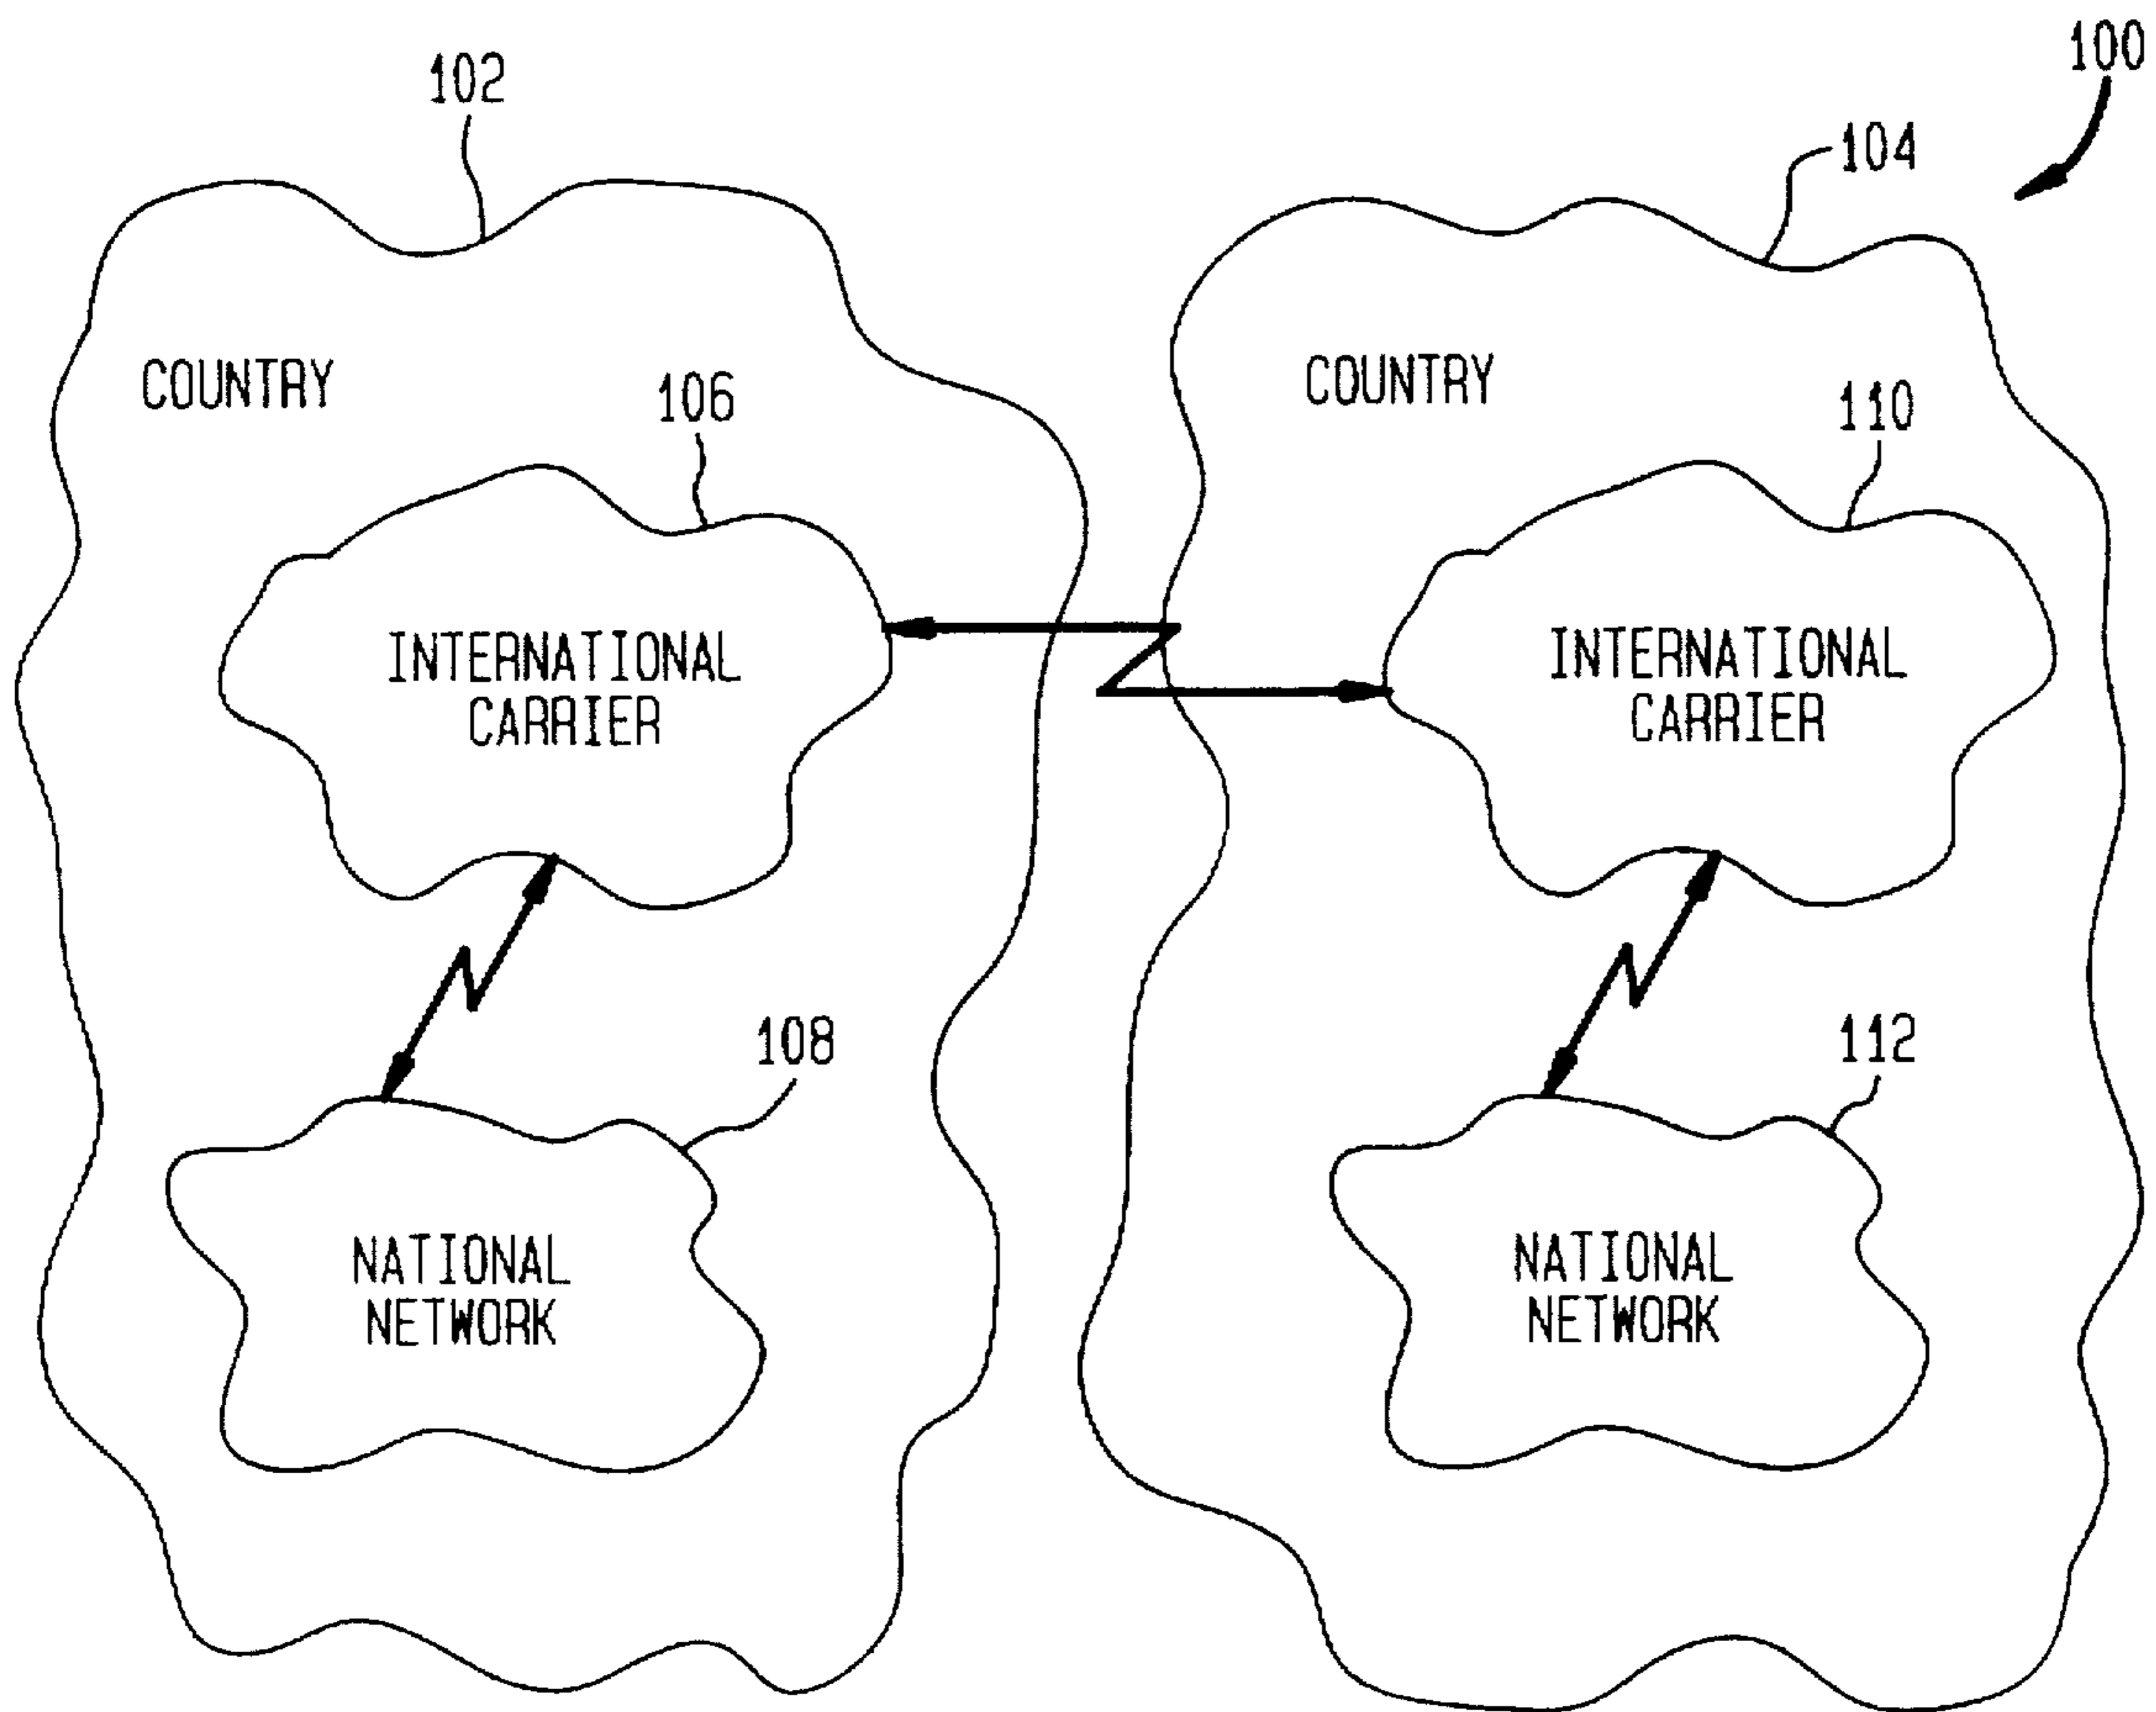 100
102
104
COUNTRY
COUNTRY
106
110
INTERNATIONAL
CARRIER
INTERNATIONAL
CARRIER
108
112
NATIONAL
NETWORK
NATIONAL
NETWORK